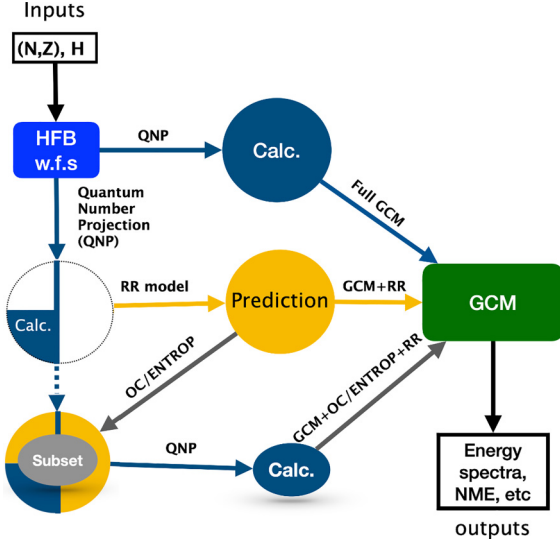 Inputs
(N,Z), H
HFB
w.f.s
QNP
Calc.
Full GCM
Quantum
Number
Projection
(QNP)
Calc.
RR model
Prediction
GCM+RR
GCM
OC/ENTROP
GCM+OC/ENTROP+RR
Subset
QNP
Calc.
Energy
spectra,
NME, etc
outputs